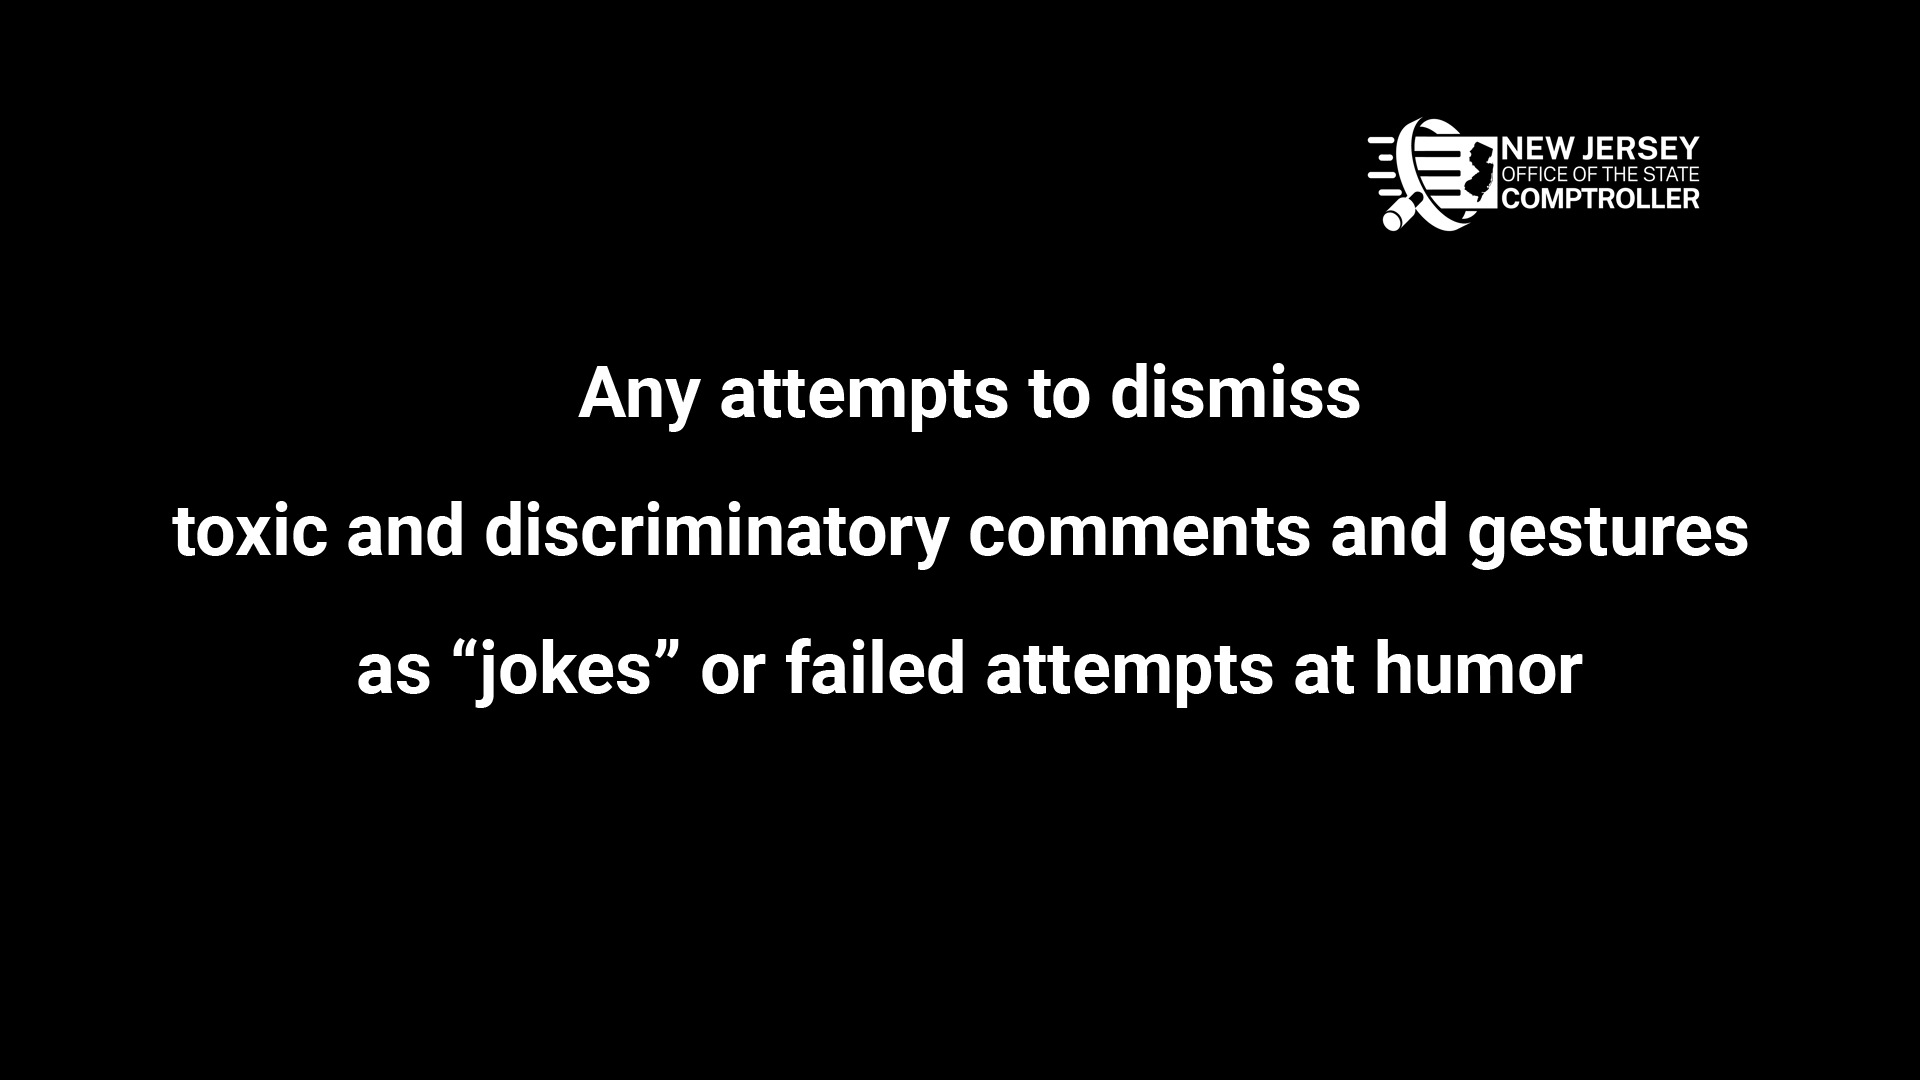 NEW JERSEY
OFFICE OF THE STATE
COMPTROLLER
Any attempts to dismiss
toxic and discriminatory comments and gestures
as “jokes” or failed attempts at humor